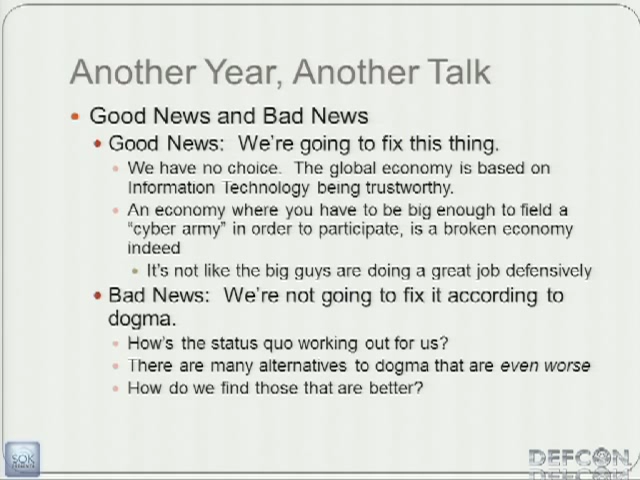 Another Year, Another Talk
• Good News and Bad News
• Good News: We're going to fix this thing.
• We have no choice. The global economy is based on
Information Technology being trustworthy.
• An economy where you have to be big enough to field a
“cyber army” in order to participate, is a broken economy
indeed
• It's not like the big guys are doing a great job defensively
• Bad News: We're not going to fix it according to
dogma.
• How's the status quo working out for us?
• There are many alternatives to dogma that are even worse
• How do we find those that are better?
SOK
DEFCON